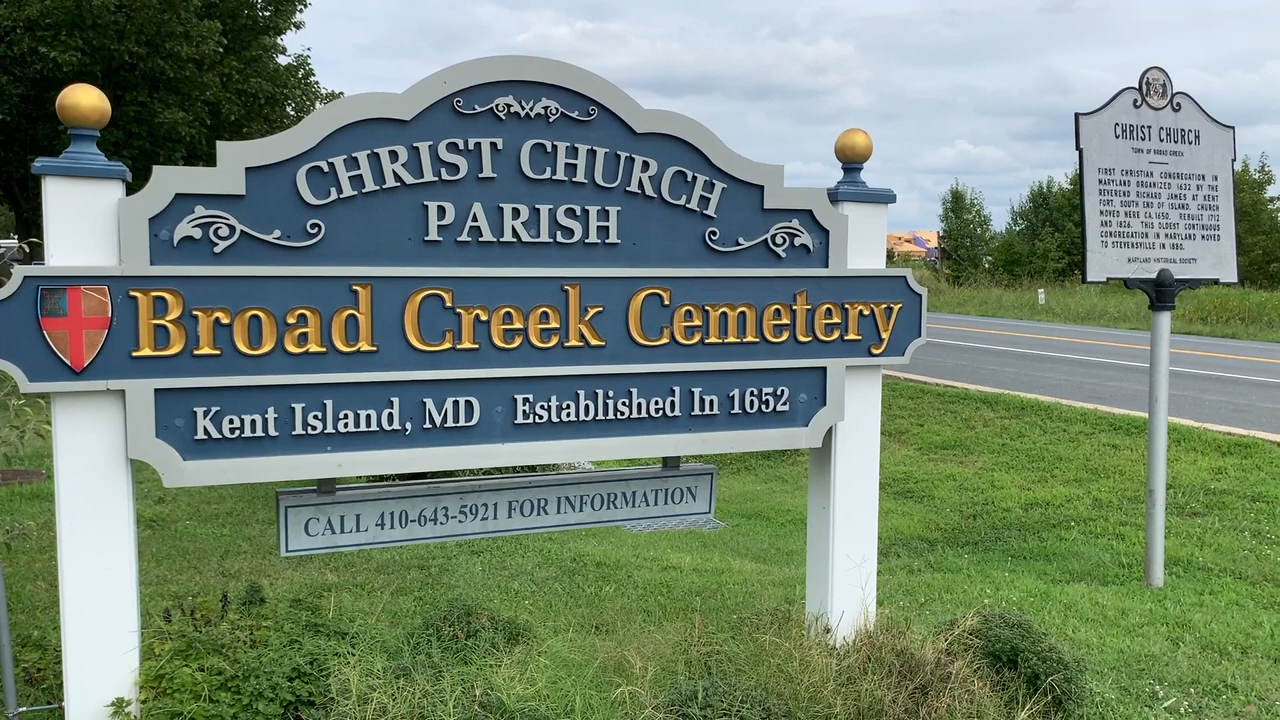 CHRIST CHURCH
PARISH
Broad Creek Cemetery
Kent Island, MD Established In 1652
CALL 410-643-5921 FOR INFORMATION
CHRIST CHURCH
TOWN OF BROAD CREEK
FIRST CHRISTIAN CONGREGATION IN
MARYLAND ORGANIZED 1632 BY THE
REVEREND RICHARD JAMES AT KENT
FORT, SOUTH END OF ISLAND. CHURCH
MOVED HERE CA. 1650. REBUILT 1712
AND 1826. THIS OLDEST CONTINUOUS
CONGREGATION IN MARYLAND MOVED
TO STEVENSVILLE IN 1880.
MARYLAND HISTORICAL SOCIETY